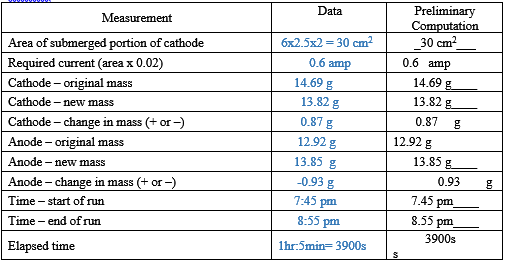 Measurement Data Preliminary
Computation
Area of submerged portion of cathode 6x2.5x2 = 30 cm² _30 cm²___
Required current (area x 0.02) 0.6 amp 0.6 amp
Cathode – original mass 14.69 g 14.69 g____
Cathode – new mass 13.82 g 13.82 g____
Cathode – change in mass (+ or –) 0.87 g 0.87 g
Anode – original mass 12.92 g 12.92 g
Anode – new mass 13.85 g 13.85 g____
Anode – change in mass (+ or –) -0.93 g 0.93 g
Time – start of run 7:45 pm 7.45 pm____
Time – end of run 8:55 pm 8.55 pm____
Elapsed time 1hr:5min= 3900s 3900s
s